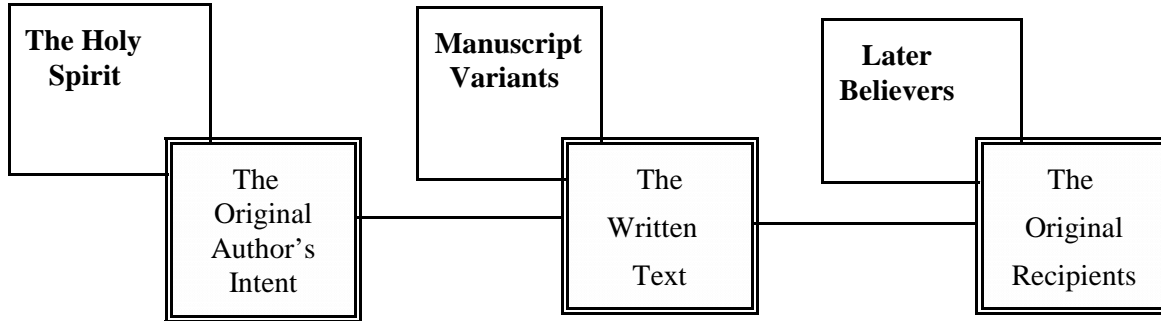 The Holy
Spirit
Manuscript
Variants
Later
Believers
The
Original
Author’s
Intent
The
Written
Text
The
Original
Recipients